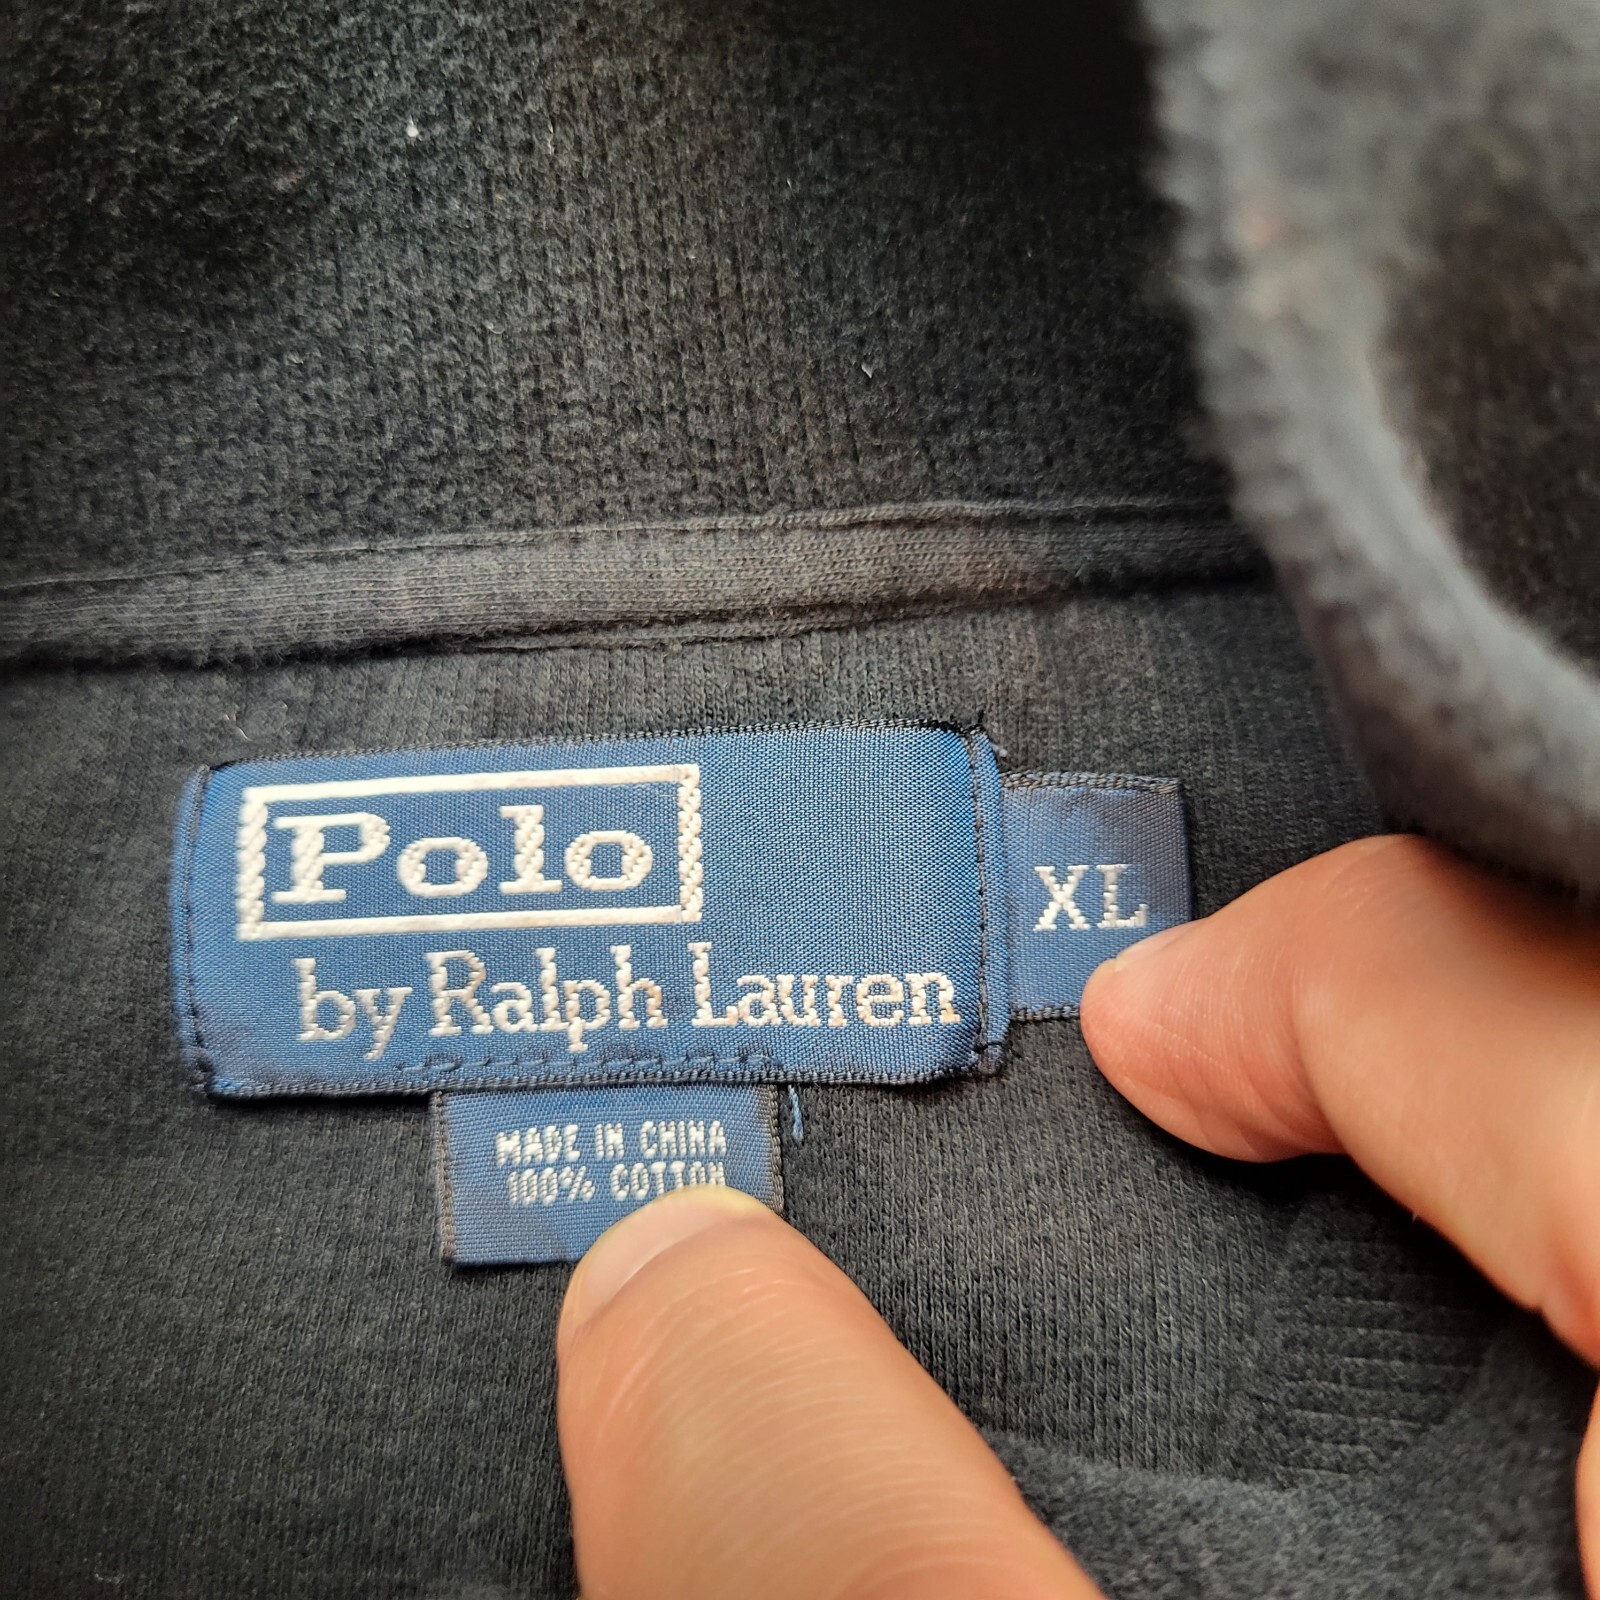 Polo
by Ralph Lauren
XL
MADE IN CHINA
100% COTTON